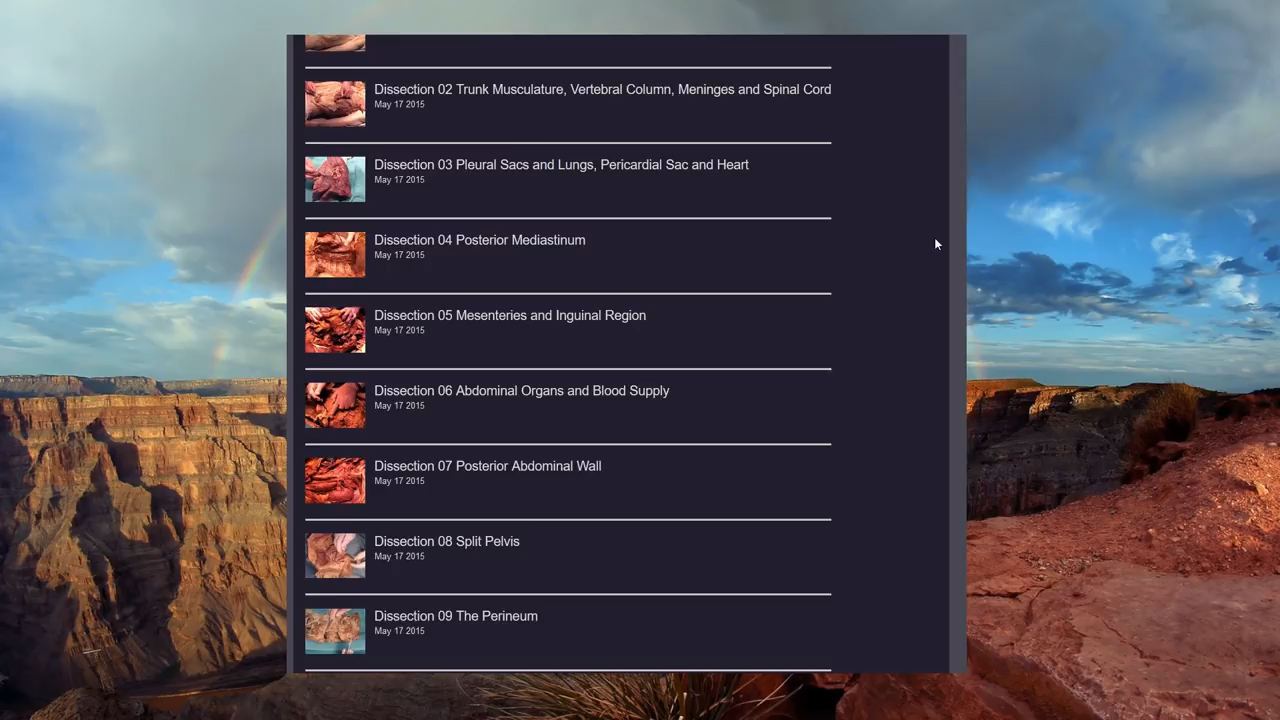 Dissection 02 Trunk Musculature, Vertebral Column, Meninges and Spinal Cord
May 17 2015
Dissection 03 Pleural Sacs and Lungs, Pericardial Sac and Heart
May 17 2015
Dissection 04 Posterior Mediastinum
May 17 2015
Dissection 05 Mesenteries and Inguinal Region
May 17 2015
Dissection 06 Abdominal Organs and Blood Supply
May 17 2015
Dissection 07 Posterior Abdominal Wall
May 17 2015
Dissection 08 Split Pelvis
May 17 2015
Dissection 09 The Perineum
May 17 2015